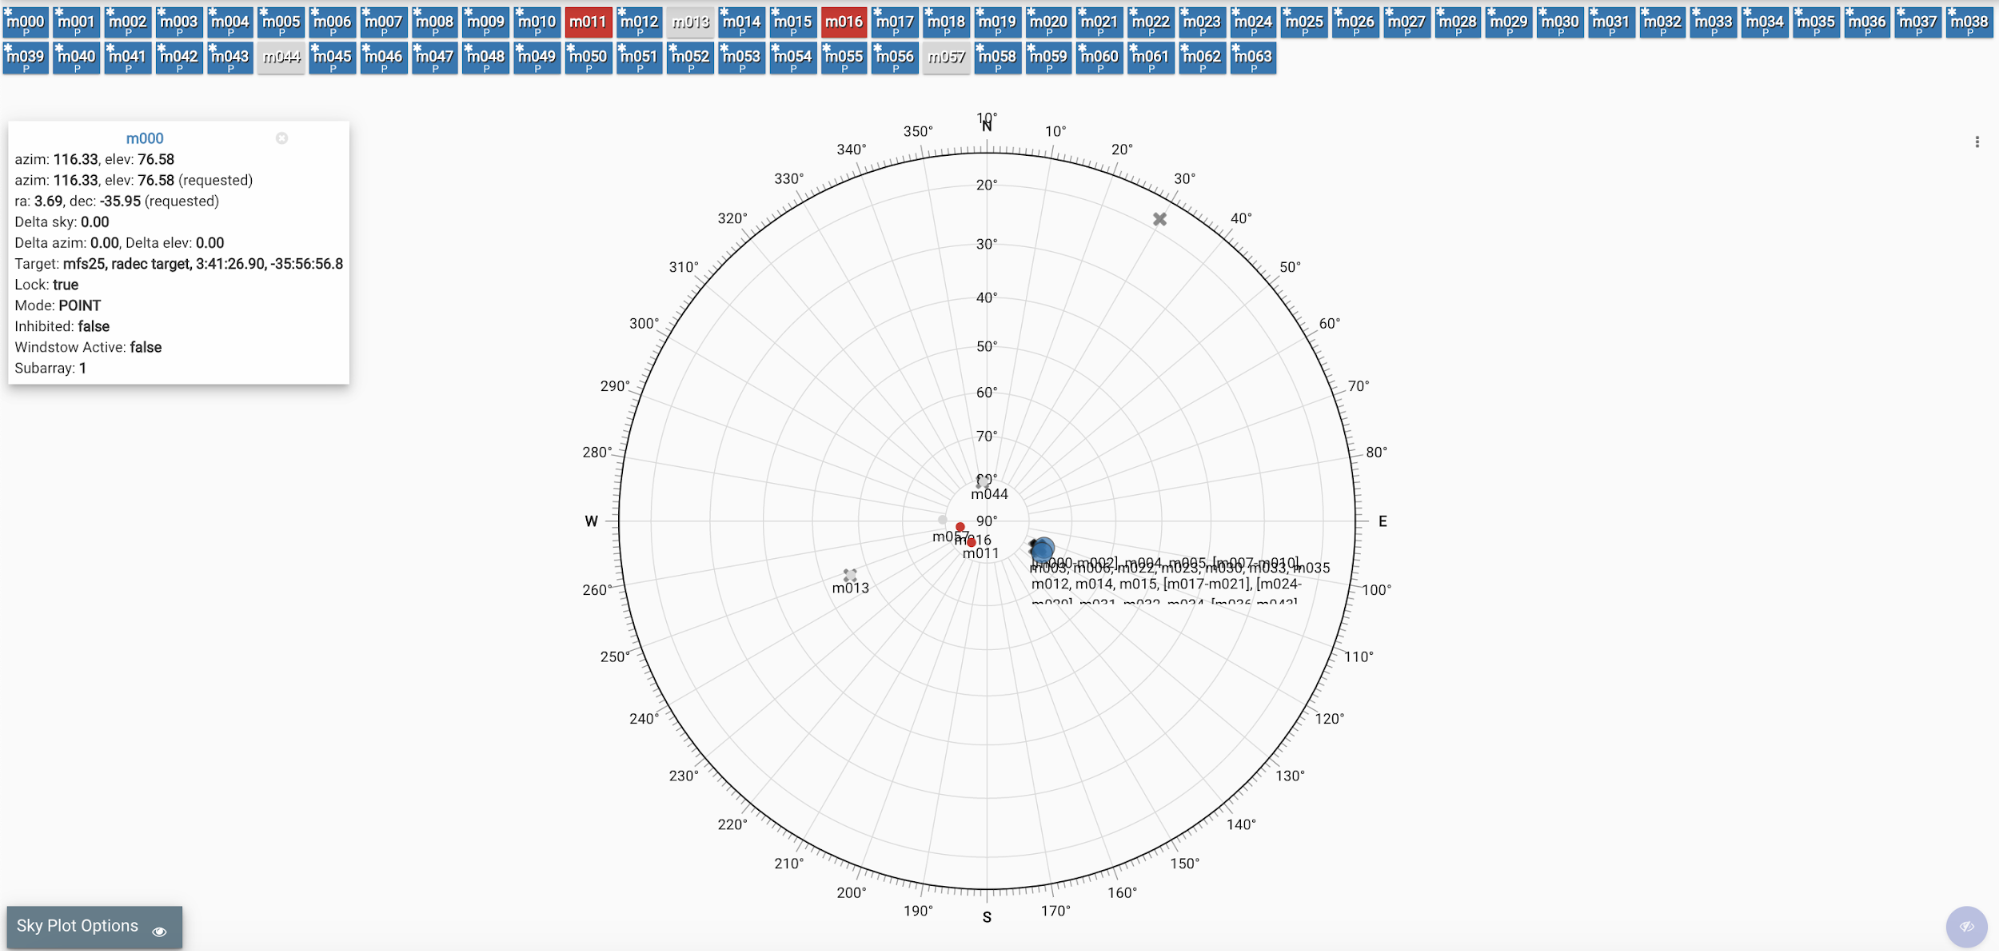 * m000 P * m001 P * m002 P * m003 P * m004 P * m005 P * m006 P * m007 P * m008 P * m009 P * m010 P m011 * m012 P m013 * m014 P * m015 P m016 * m017 P * m018 P * m019 P * m020 P * m021 P * m022 P * m023 P * m024 P * m025 P * m026 P * m027 P * m028 P * m029 P * m030 P * m031 P * m032 P * m033 P * m034 P * m035 P * m036 P * m037 P * m038 P
* m039 P * m040 P * m041 P * m042 P * m043 P m044 * m045 P * m046 P * m047 P * m048 P * m049 P * m050 P * m051 P * m052 P * m053 P * m054 P * m055 P * m056 P m057 * m058 P * m059 P * m060 P * m061 P * m062 P * m063 P
m000
azim: 116.33, elev: 76.58
azim: 116.33, elev: 76.58 (requested)
ra: 3.69, dec: -35.95 (requested)
Delta sky: 0.00
Delta azim: 0.00, Delta elev: 0.00
Target: mfs25, radec target, 3:41:26.90, -35:56:56.8
Lock: true
Mode: POINT
Inhibited: false
Windstow Active: false
Subarray: 1
10°
N
350° 10°
340° 20°
330° 30°
20°
320° 40°
30°
310° 50°
40°
300° 60°
50°
290° 70°
60°
70°
280° 80°
80°
m044
W 90° E
m057 m016
m011
[m000-m002], m004, m005, [m007-m010],
m003, m006, m022, m023, m030, m033, m035
m012, m014, m015, [m017-m021], [m024-
m029], m031, m032, m034, [m036-m043],
m013
260° 100°
250° 110°
240° 120°
230° 130°
220° 140°
210° 150°
200° 160°
190° 170°
S
Sky Plot Options